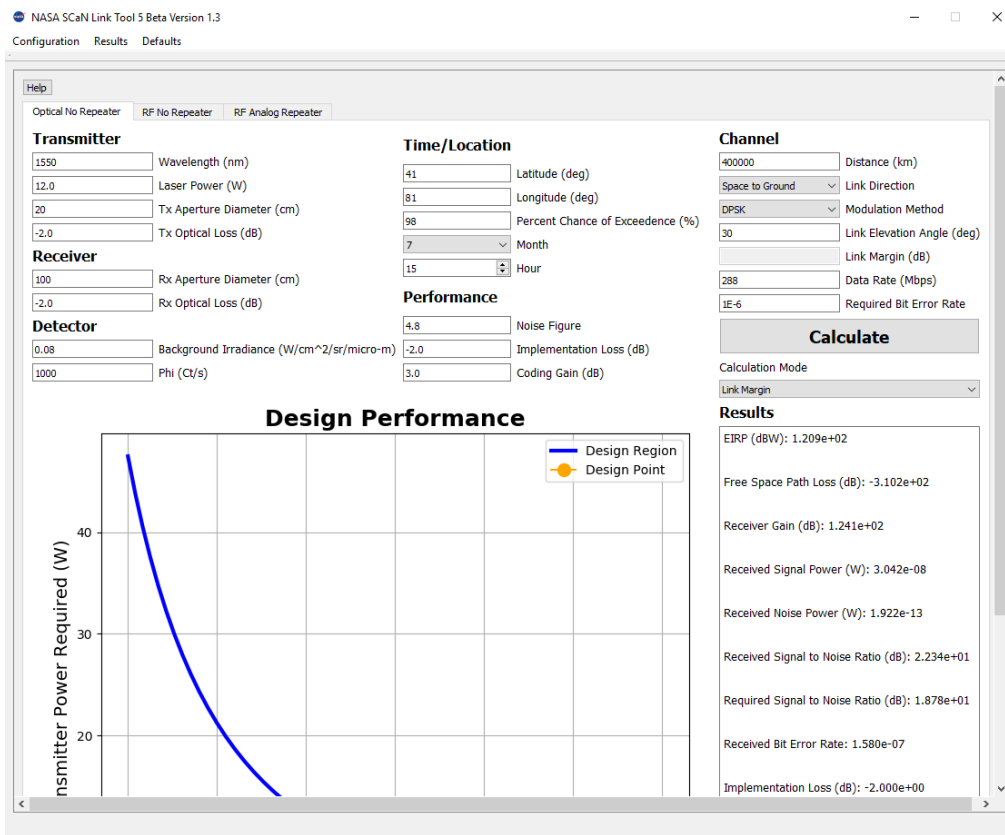 NASA SCaN Link Tool 5 Beta Version 1.3
Configuration Results Defaults
Help
Optical No Repeater RF No Repeater RF Analog Repeater
Transmitter
1550 Wavelength (nm)
12.0 Laser Power (W)
20 Tx Aperture Diameter (cm)
-2.0 Tx Optical Loss (dB)
Receiver
100 Rx Aperture Diameter (cm)
-2.0 Rx Optical Loss (dB)
Detector
0.08 Background Irradiance (W/cm^2/sr/micro-m)
1000 Phi (Ct/s)
Time/Location
41 Latitude (deg)
81 Longitude (deg)
98 Percent Chance of Exceedence (%)
7 Month
15 Hour
Performance
4.8 Noise Figure
-2.0 Implementation Loss (dB)
3.0 Coding Gain (dB)
Channel
400000 Distance (km)
Space to Ground Link Direction
DPSK Modulation Method
30 Link Elevation Angle (deg)
Link Margin (dB)
288 Data Rate (Mbps)
1E-6 Required Bit Error Rate
Calculate
Calculation Mode
Link Margin
Results
EIRP (dBW): 1.209e+02
Free Space Path Loss (dB): -3.102e+02
Receiver Gain (dB): 1.241e+02
Received Signal Power (W): 3.042e-08
Received Noise Power (W): 1.922e-13
Received Signal to Noise Ratio (dB): 2.234e+01
Required Signal to Noise Ratio (dB): 1.878e+01
Received Bit Error Rate: 1.580e-07
Implementation Loss (dB): -2.000e+00
Design Performance
Design Region
Design Point
40
30
20
nsmitter Power Required (W)